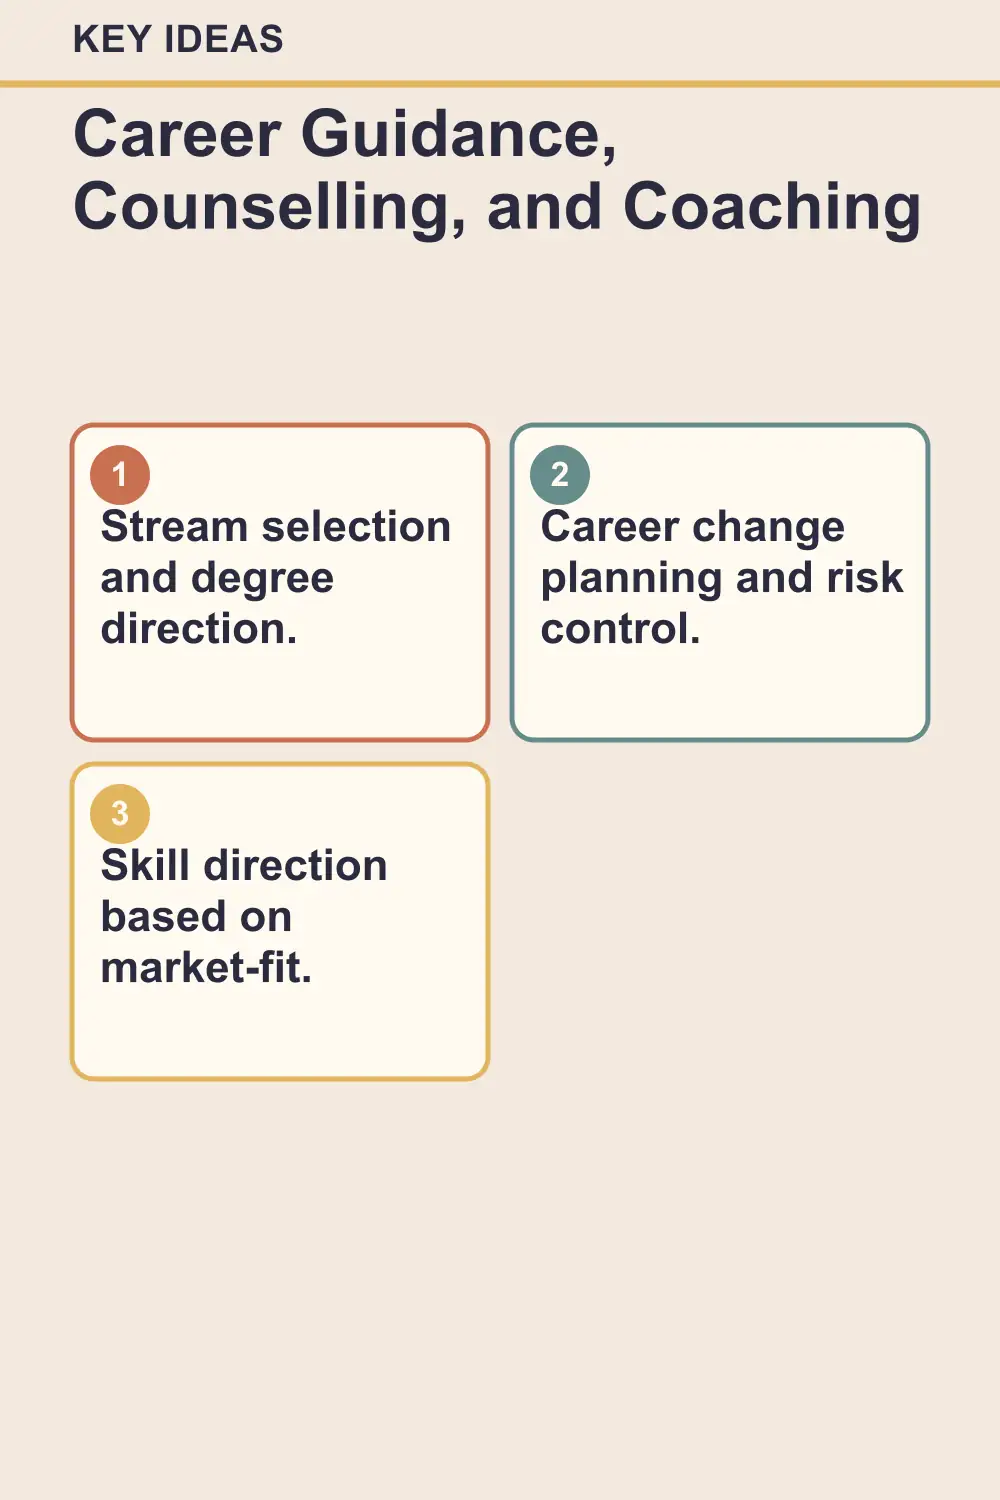 KEY IDEAS
Career Guidance,
Counselling, and Coaching
1
Stream selection
and degree
direction.
2
Career change
planning and risk
control.
3
Skill direction
based on
market-fit.